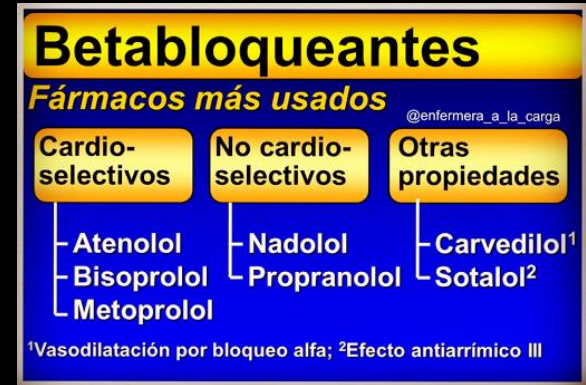 Betabloqueantes
Fármacos más usados
@enfermera_a_la_carga
Cardio-
selectivos
Atenolol
Bisoprolol
Metoprolol
No cardio-
selectivos
Nadolol
Propranolol
Otras
propiedades
Carvedilol¹
Sotalol²
¹Vasodilatación por bloqueo alfa; ²Efecto antiarrímico III